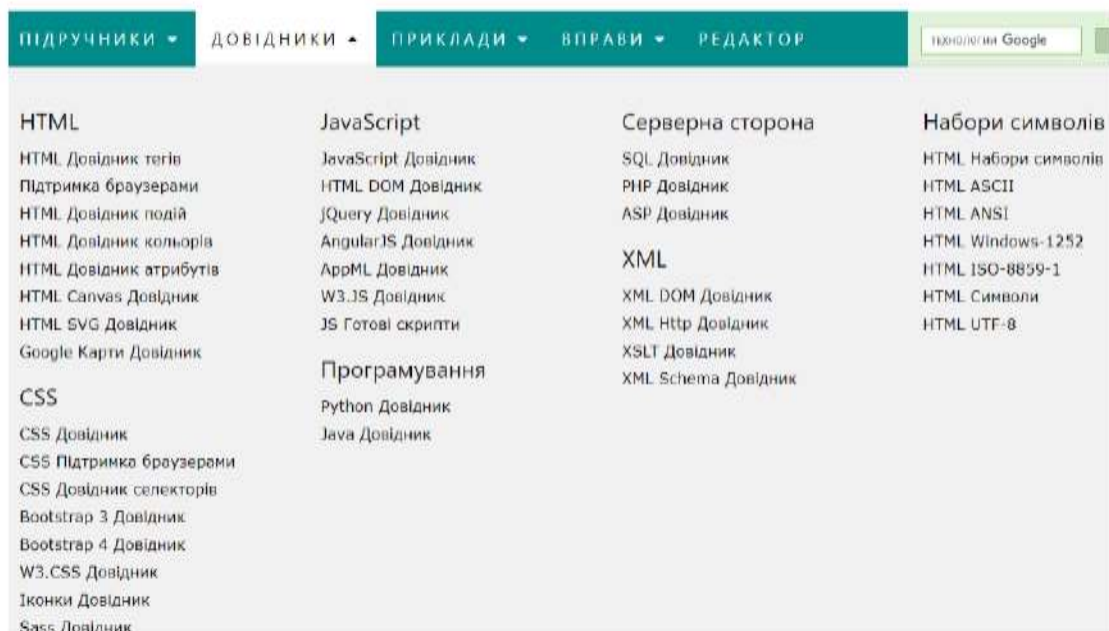 ПІДРУЧНИКИ ДОВІДНИКИ ПРИКЛАДИ ВПРАВИ РЕДАКТОР технологии Google
HTML
HTML Довідник тегів
Підтримка браузерами
HTML Довідник подій
HTML Довідник кольорів
HTML Довідник атрибутів
HTML Canvas Довідник
HTML SVG Довідник
Google Карти Довідник
CSS
CSS Довідник
CSS Підтримка браузерами
CSS Довідник селекторів
Bootstrap 3 Довідник
Bootstrap 4 Довідник
W3.CSS Довідник
Іконки Довідник
Sass Довідник
JavaScript
JavaScript Довідник
HTML DOM Довідник
jQuery Довідник
AngularJS Довідник
AppML Довідник
W3.JS Довідник
JS Готові скрипти
Програмування
Python Довідник
Java Довідник
Серверна сторона
SQL Довідник
PHP Довідник
ASP Довідник
XML
XML DOM Довідник
XML Http Довідник
XSLT Довідник
XML Schema Довідник
Набори символів
HTML Набори символів
HTML ASCII
HTML ANSI
HTML Windows-1252
HTML ISO-8859-1
HTML Символи
HTML UTF-8